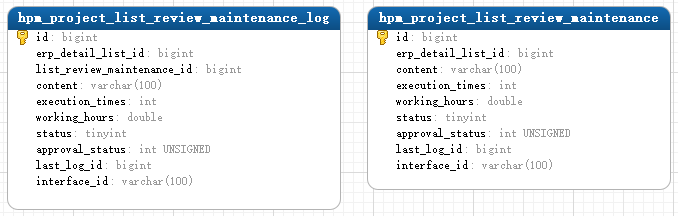 hpm_project_list_review_maintenance_log
id: bigint
erp_detail_list_id: bigint
list_review_maintenance_id: bigint
content: varchar(100)
execution_times: int
working_hours: double
status: tinyint
approval_status: int UNSIGNED
last_log_id: bigint
interface_id: varchar(100)
hpm_project_list_review_maintenance
id: bigint
erp_detail_list_id: bigint
content: varchar(100)
execution_times: int
working_hours: double
status: tinyint
approval_status: int UNSIGNED
last_log_id: bigint
interface_id: varchar(100)